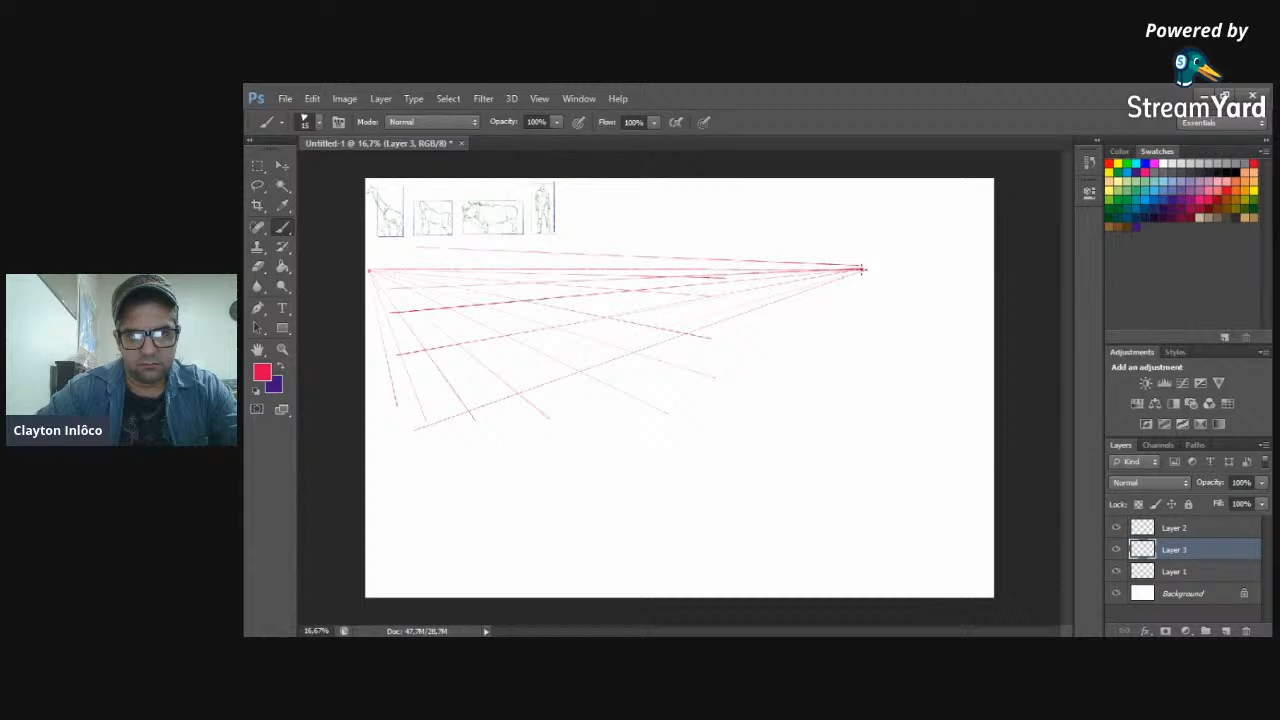 Powered by
StreamYard
Ps File Edit Image Layer Type Select Filter 3D View Window Help
15 Mode: Normal Opacity: 100% Flow: 100% Essentials
Untitled-1 @ 16,7% (Layer 3, RGB/8) * ×
Color Swatches
Adjustments Styles
Add an adjustment
Clayton Inlôco
Layers Channels Paths
Kind
Normal Opacity: 100%
Lock: Fill: 100%
Layer 2
Layer 3
Layer 1
Background
16,67% Doc: 47,7M/28,7M